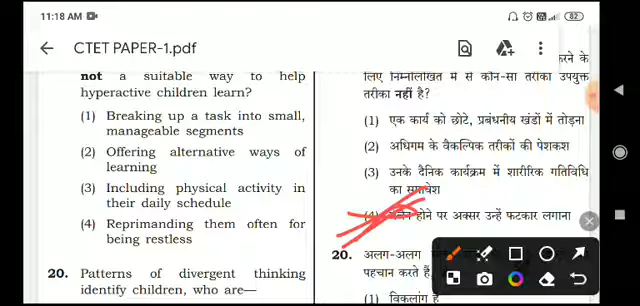 11:18 AM
82
CTET PAPER-1.pdf
not a suitable way to help
hyperactive children learn?
(1) Breaking up a task into small,
manageable segments
(2) Offering alternative ways of
learning
(3) Including physical activity in
their daily schedule
(4) Reprimanding them often for
being restless
20. Patterns of divergent thinking
identify children, who are—
करने के
लिए निम्नलिखित में से कौन-सा तरीका उपयुक्त
तरीका नहीं है?
(1) एक कार्य को छोटे, प्रबंधनीय खंडों में तोड़ना
(2) अधिगम के वैकल्पिक तरीकों की पेशकश
(3) उनके दैनिक कार्यक्रम में शारीरिक गतिविधि
का समावेश
(4) होने पर अक्सर उन्हें फटकार लगाना
20. अलग-अलग
पहचान करते हैं
(1) विकलांग हैं